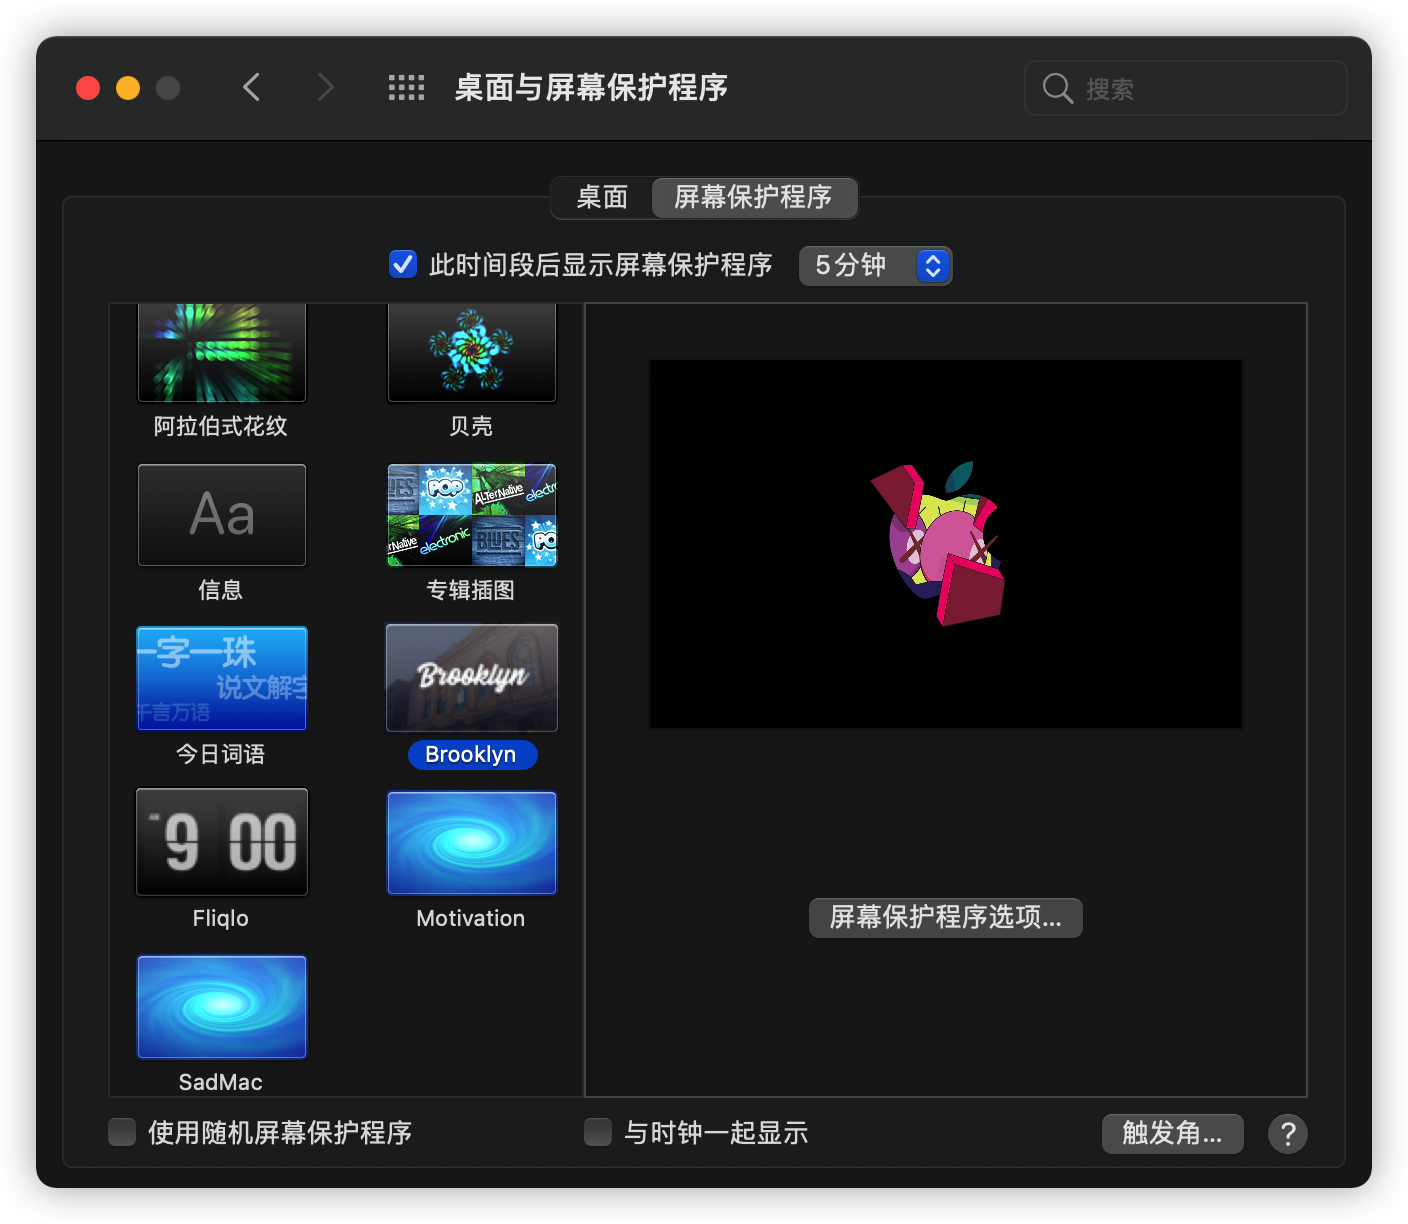 桌面与屏幕保护程序
搜索
桌面
屏幕保护程序
此时间段后显示屏幕保护程序
5分钟
阿拉伯式花纹
贝壳
Aa
POP
ALTerNative
electronic
BLUES
信息
专辑插图
一字一珠
说文解字
千言万语
Brooklyn
今日词语
Brooklyn
9 00
Fliqlo
Motivation
屏幕保护程序选项...
SadMac
使用随机屏幕保护程序
与时钟一起显示
触发角...
?